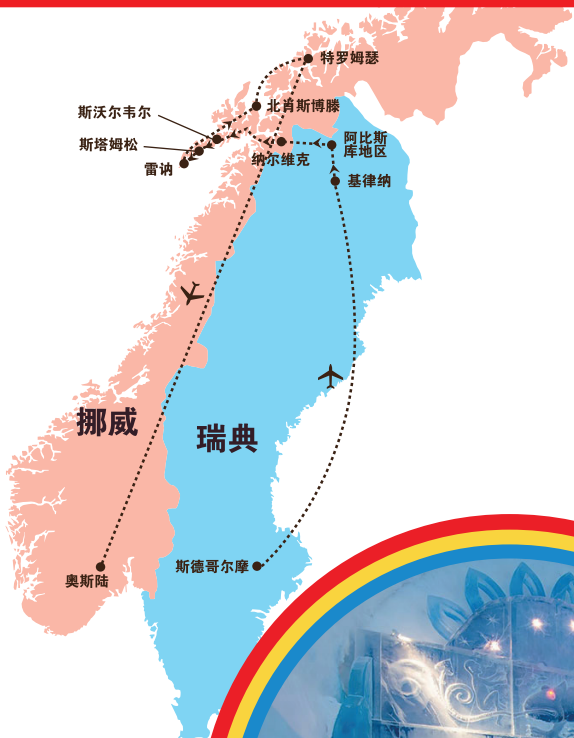 特罗姆瑟
北肖斯博滕
斯沃尔韦尔
斯塔姆松
雷讷
纳尔维克
阿比斯
库地区
基律纳
挪威
瑞典
斯德哥尔摩
奥斯陆